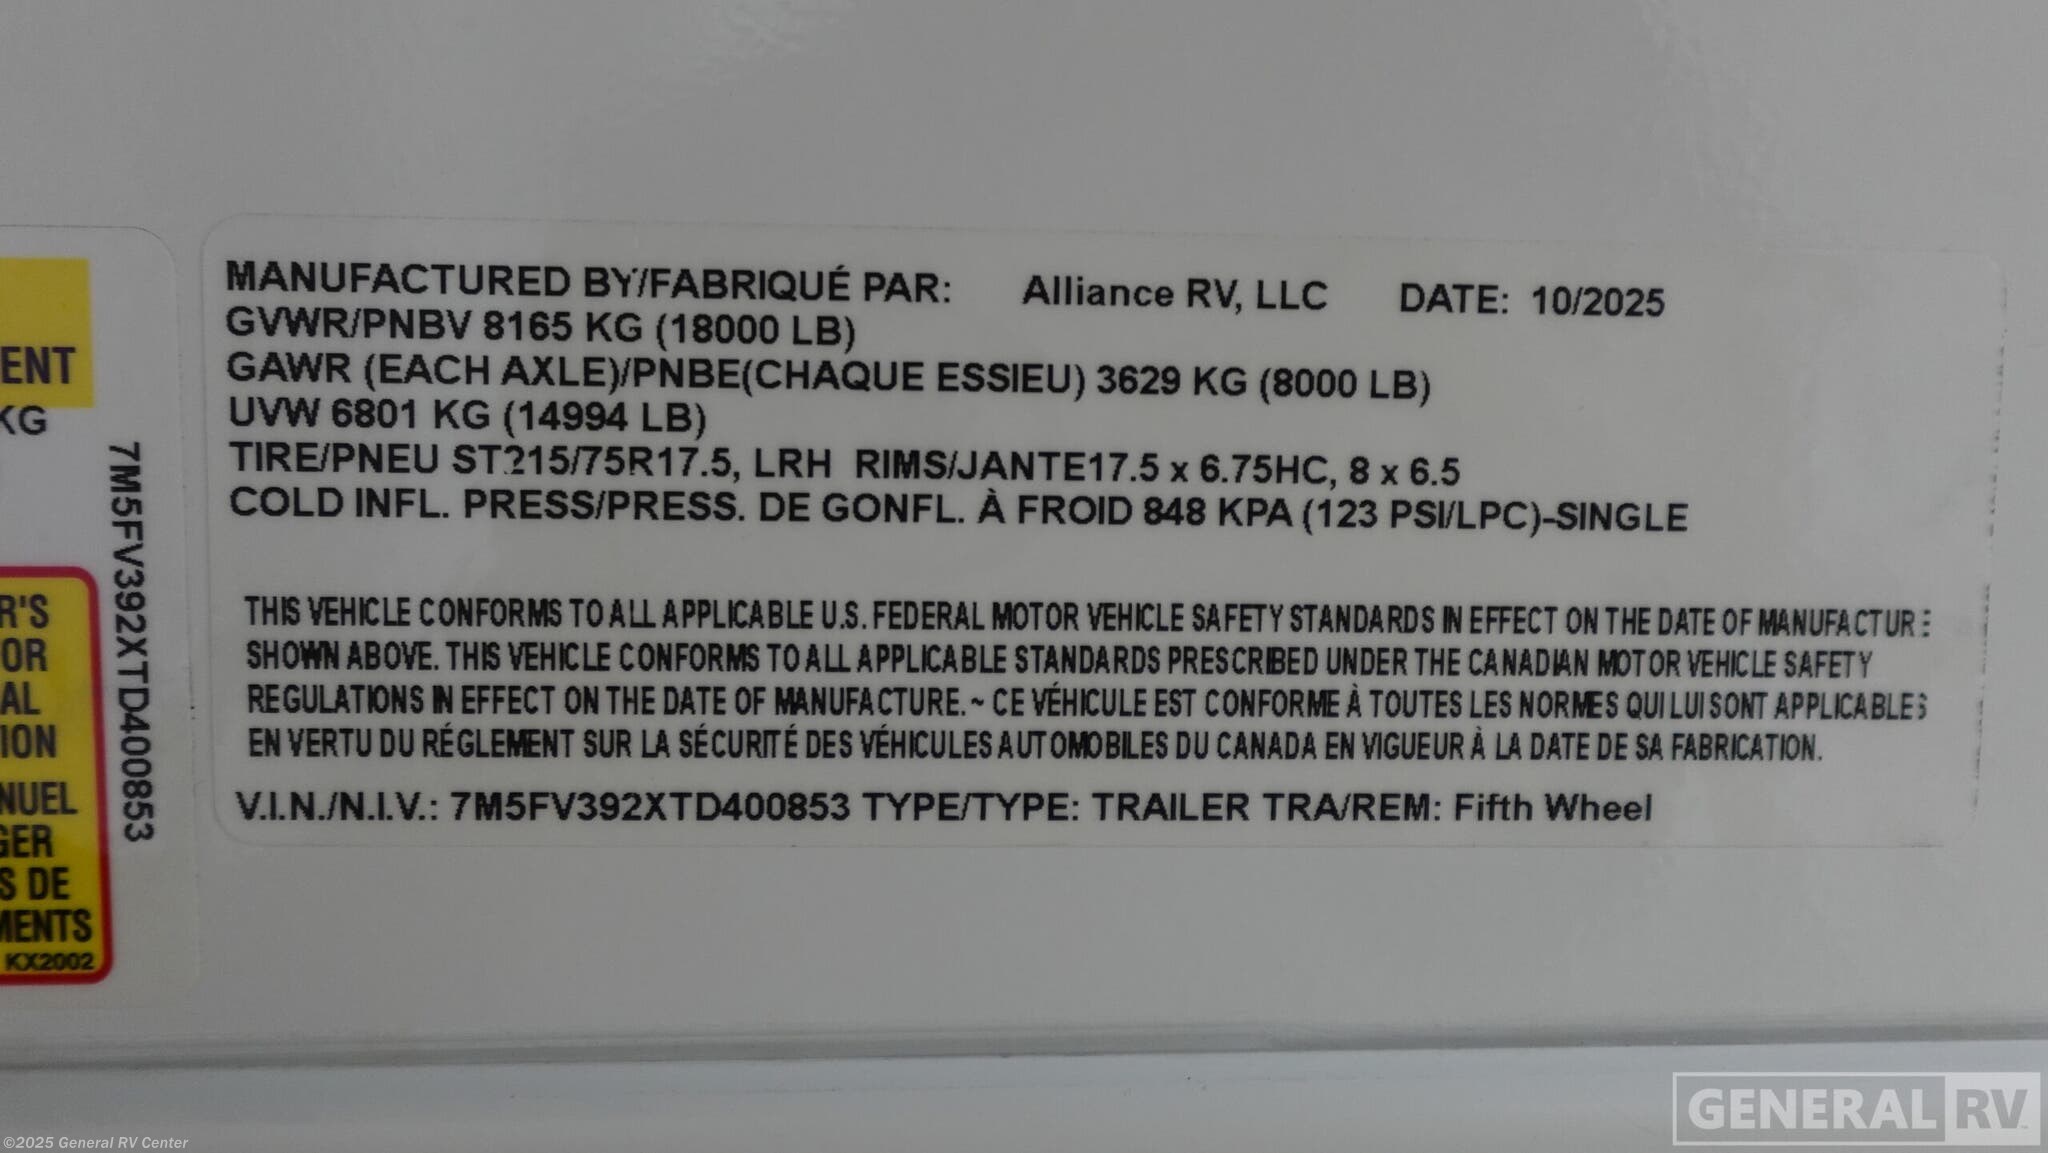 MANUFACTURED BY/FABRIQUÉ PAR: Alliance RV, LLC DATE: 10/2025
GVWR/PNBV 8165 KG (18000 LB)
GAWR (EACH AXLE)/PNBE(CHAQUE ESSIEU) 3629 KG (8000 LB)
UVW 6801 KG (14994 LB)
TIRE/PNEU ST215/75R17.5, LRH RIMS/JANTE17.5 x 6.75HC, 8 x 6.5
COLD INFL. PRESS/PRESS. DE GONFL. À FROID 848 KPA (123 PSI/LPC)-SINGLE
THIS VEHICLE CONFORMS TO ALL APPLICABLE U.S. FEDERAL MOTOR VEHICLE SAFETY STANDARDS IN EFFECT ON THE DATE OF MANUFACTURE
SHOWN ABOVE. THIS VEHICLE CONFORMS TO ALL APPLICABLE STANDARDS PRESCRIBED UNDER THE CANADIAN MOTOR VEHICLE SAFETY
REGULATIONS IN EFFECT ON THE DATE OF MANUFACTURE. ~ CE VÉHICULE EST CONFORME À TOUTES LES NORMES QUI LUI SONT APPLICABLES
EN VERTU DU RÉGLEMENT SUR LA SÉCURITÉ DES VÉHICULES AUTOMOBILES DU CANADA EN VIGUEUR À LA DATE DE SA FABRICATION.
V.I.N./N.I.V.: 7M5FV392XTD400853 TYPE/TYPE: TRAILER TRA/REM: Fifth Wheel
ENT
KG
7M5FV392XTD400853
R'S
OR
AL
ION
NUEL
GER
S DE
MENTS
KX2002
©2025 General RV Center
GENERAL RV